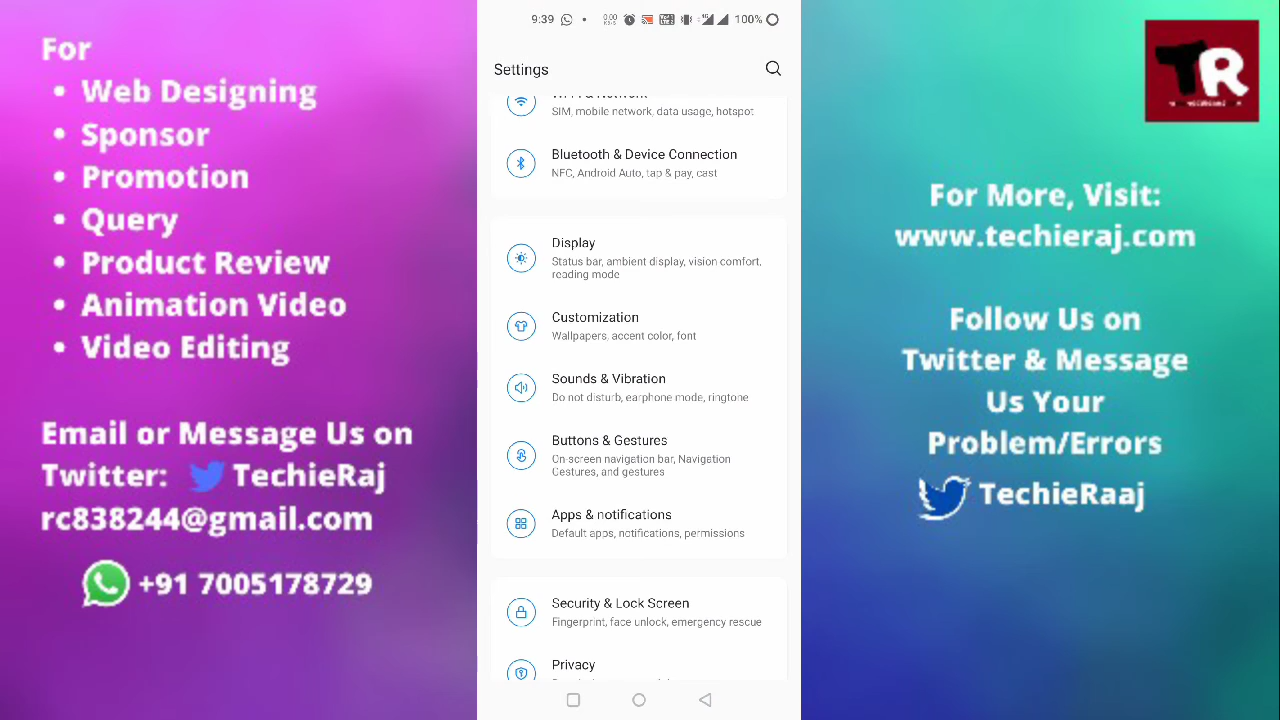 For
• Web Designing
• Sponsor
• Promotion
• Query
• Product Review
• Animation Video
• Video Editing
Email or Message Us on
Twitter: TechieRaj
rc838244@gmail.com
+91 7005178729
9:39
100%
Settings
SIM, mobile network, data usage, hotspot
Bluetooth & Device Connection
NFC, Android Auto, tap & pay, cast
Display
Status bar, ambient display, vision comfort,
reading mode
Customization
Wallpapers, accent color, font
Sounds & Vibration
Do not disturb, earphone mode, ringtone
Buttons & Gestures
On-screen navigation bar, Navigation
Gestures, and gestures
Apps & notifications
Default apps, notifications, permissions
Security & Lock Screen
Fingerprint, face unlock, emergency rescue
Privacy
TR
For More, Visit:
www.techieraj.com
Follow Us on
Twitter & Message
Us Your
Problem/Errors
TechieRaaj